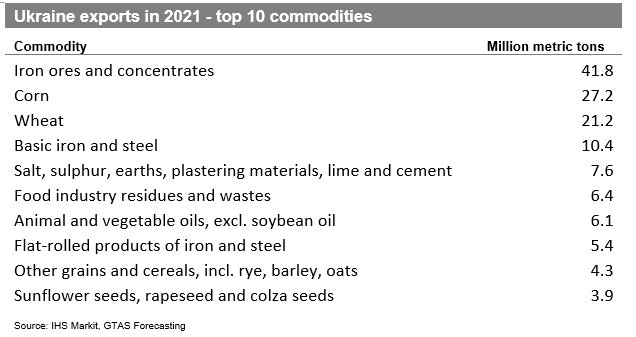 Ukraine exports in 2021 - top 10 commodities
Commodity Million metric tons
Iron ores and concentrates 41.8
Corn 27.2
Wheat 21.2
Basic iron and steel 10.4
Salt, sulphur, earths, plastering materials, lime and cement 7.6
Food industry residues and wastes 6.4
Animal and vegetable oils, excl. soybean oil 6.1
Flat-rolled products of iron and steel 5.4
Other grains and cereals, incl. rye, barley, oats 4.3
Sunflower seeds, rapeseed and colza seeds 3.9
Source: IHS Markit, GTAS Forecasting